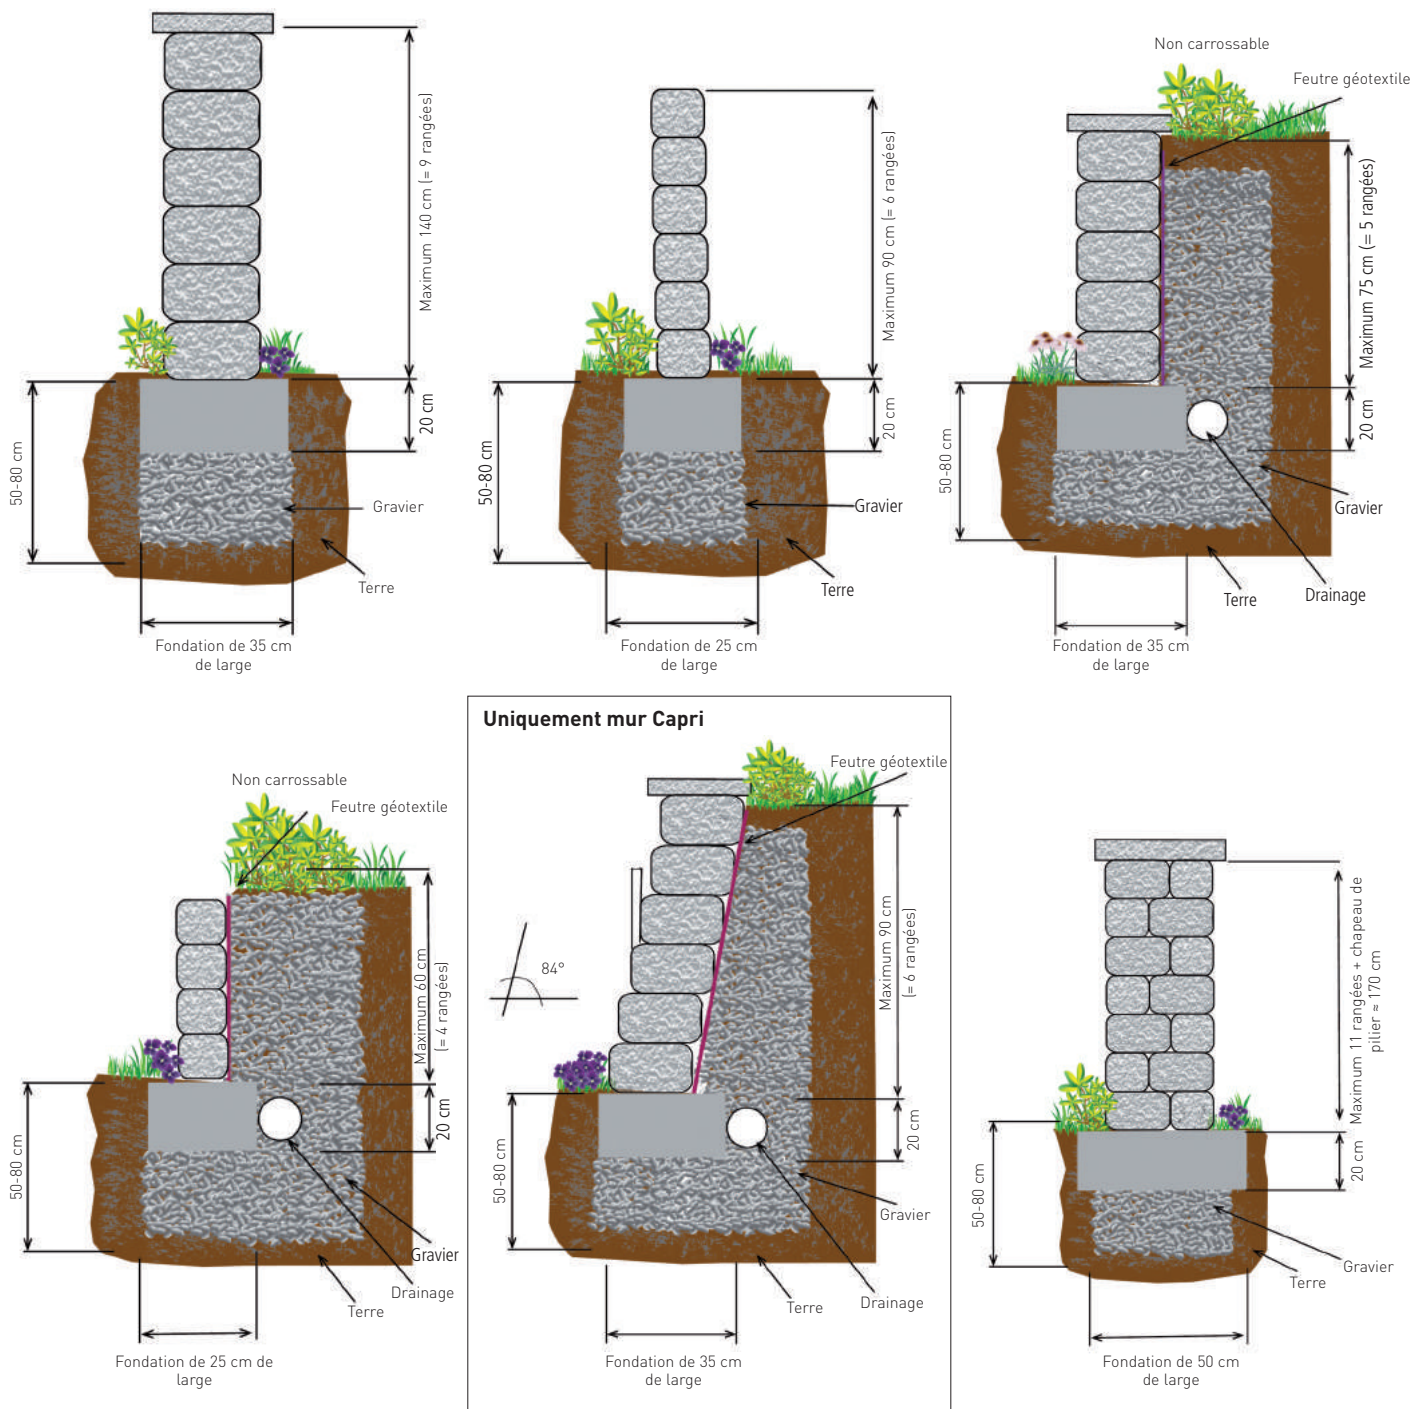 Maximum 140 cm (= 9 rangées)
20 cm
50-80 cm
Gravier
Terre
Fondation de 35 cm
de large
Maximum 90 cm (= 6 rangées)
20 cm
50-80 cm
Gravier
Terre
Fondation de 25 cm
de large
Non carrossable
Feutre géotextile
Maximum 75 cm (= 5 rangées)
20 cm
50-80 cm
Gravier
Drainage
Terre
Fondation de 35 cm
de large
Non carrossable
Feutre géotextile
Maximum 60 cm
(= 4 rangées)
20 cm
50-80 cm
Gravier
Drainage
Terre
Fondation de 25 cm de
large
Uniquement mur Capri
Feutre géotextile
84°
Maximum 90 cm
(= 6 rangées)
20 cm
50-80 cm
Gravier
Drainage
Terre
Fondation de 35 cm
de large
Maximum 11 rangées + chapeau de
pilier ≈ 170 cm
20 cm
50-80 cm
Gravier
Terre
Fondation de 50 cm
de large